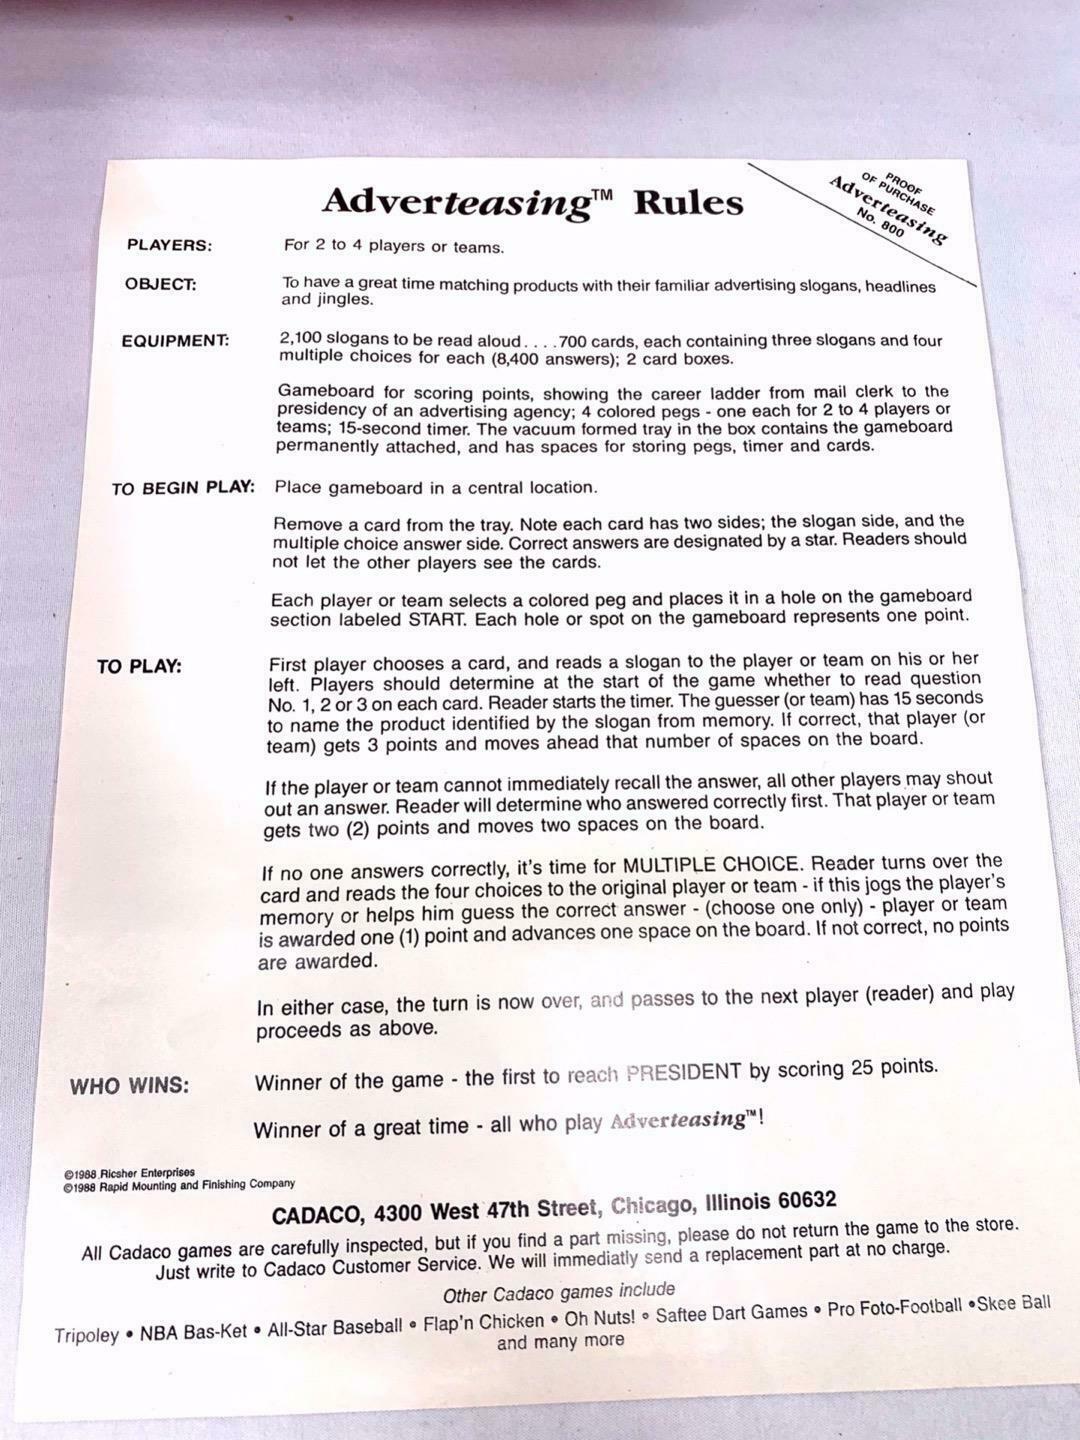 Adverteasing™ Rules
PROOF
OF PURCHASE
Adverteasing
No. 800
PLAYERS: For 2 to 4 players or teams.
OBJECT: To have a great time matching products with their familiar advertising slogans, headlines
and jingles.
EQUIPMENT: 2,100 slogans to be read aloud. . . .700 cards, each containing three slogans and four
multiple choices for each (8,400 answers); 2 card boxes.
Gameboard for scoring points, showing the career ladder from mail clerk to the
presidency of an advertising agency; 4 colored pegs - one each for 2 to 4 players or
teams; 15-second timer. The vacuum formed tray in the box contains the gameboard
permanently attached, and has spaces for storing pegs, timer and cards.
TO BEGIN PLAY: Place gameboard in a central location.
Remove a card from the tray. Note each card has two sides; the slogan side, and the
multiple choice answer side. Correct answers are designated by a star. Readers should
not let the other players see the cards.
Each player or team selects a colored peg and places it in a hole on the gameboard
section labeled START. Each hole or spot on the gameboard represents one point.
TO PLAY: First player chooses a card, and reads a slogan to the player or team on his or her
left. Players should determine at the start of the game whether to read question
No. 1, 2 or 3 on each card. Reader starts the timer. The guesser (or team) has 15 seconds
to name the product identified by the slogan from memory. If correct, that player (or
team) gets 3 points and moves ahead that number of spaces on the board.
If the player or team cannot immediately recall the answer, all other players may shout
out an answer. Reader will determine who answered correctly first. That player or team
gets two (2) points and moves two spaces on the board.
If no one answers correctly, it's time for MULTIPLE CHOICE. Reader turns over the
card and reads the four choices to the original player or team - if this jogs the player's
memory or helps him guess the correct answer - (choose one only) - player or team
is awarded one (1) point and advances one space on the board. If not correct, no points
are awarded.
In either case, the turn is now over, and passes to the next player (reader) and play
proceeds as above.
WHO WINS: Winner of the game - the first to reach PRESIDENT by scoring 25 points.
Winner of a great time - all who play Adverteasing™!
©1988 Ricsher Enterprises
©1988 Rapid Mounting and Finishing Company
CADACO, 4300 West 47th Street, Chicago, Illinois 60632
All Cadaco games are carefully inspected, but if you find a part missing, please do not return the game to the store.
Just write to Cadaco Customer Service. We will immediatly send a replacement part at no charge.
Other Cadaco games include
Tripoley • NBA Bas-Ket • All-Star Baseball • Flap'n Chicken • Oh Nuts! • Saftee Dart Games • Pro Foto-Football •Skee Ball
and many more